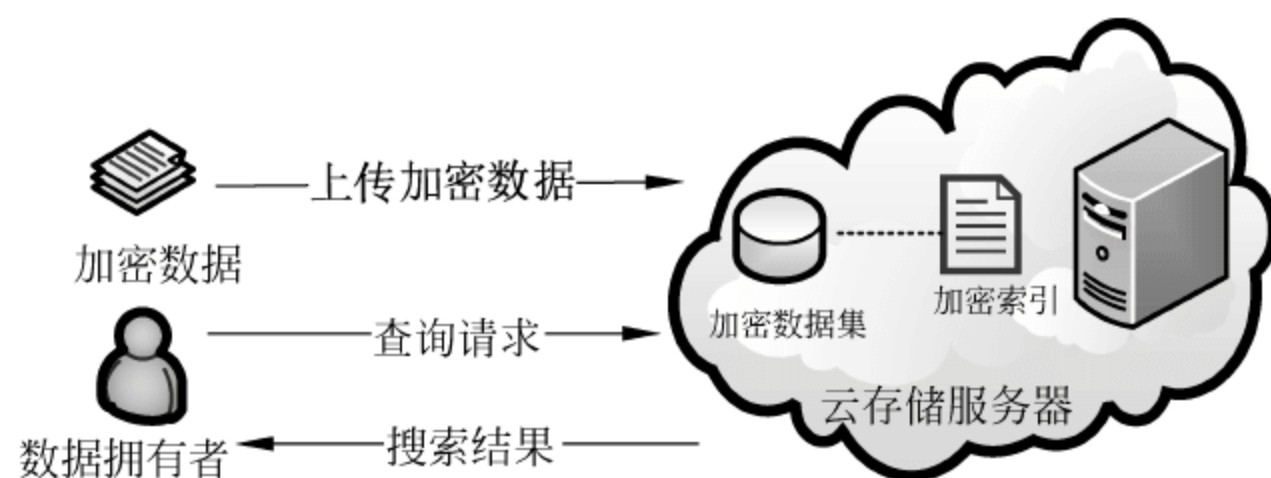 上传加密数据
加密数据
查询请求
数据拥有者
搜索结果
加密数据集
加密索引
云存储服务器